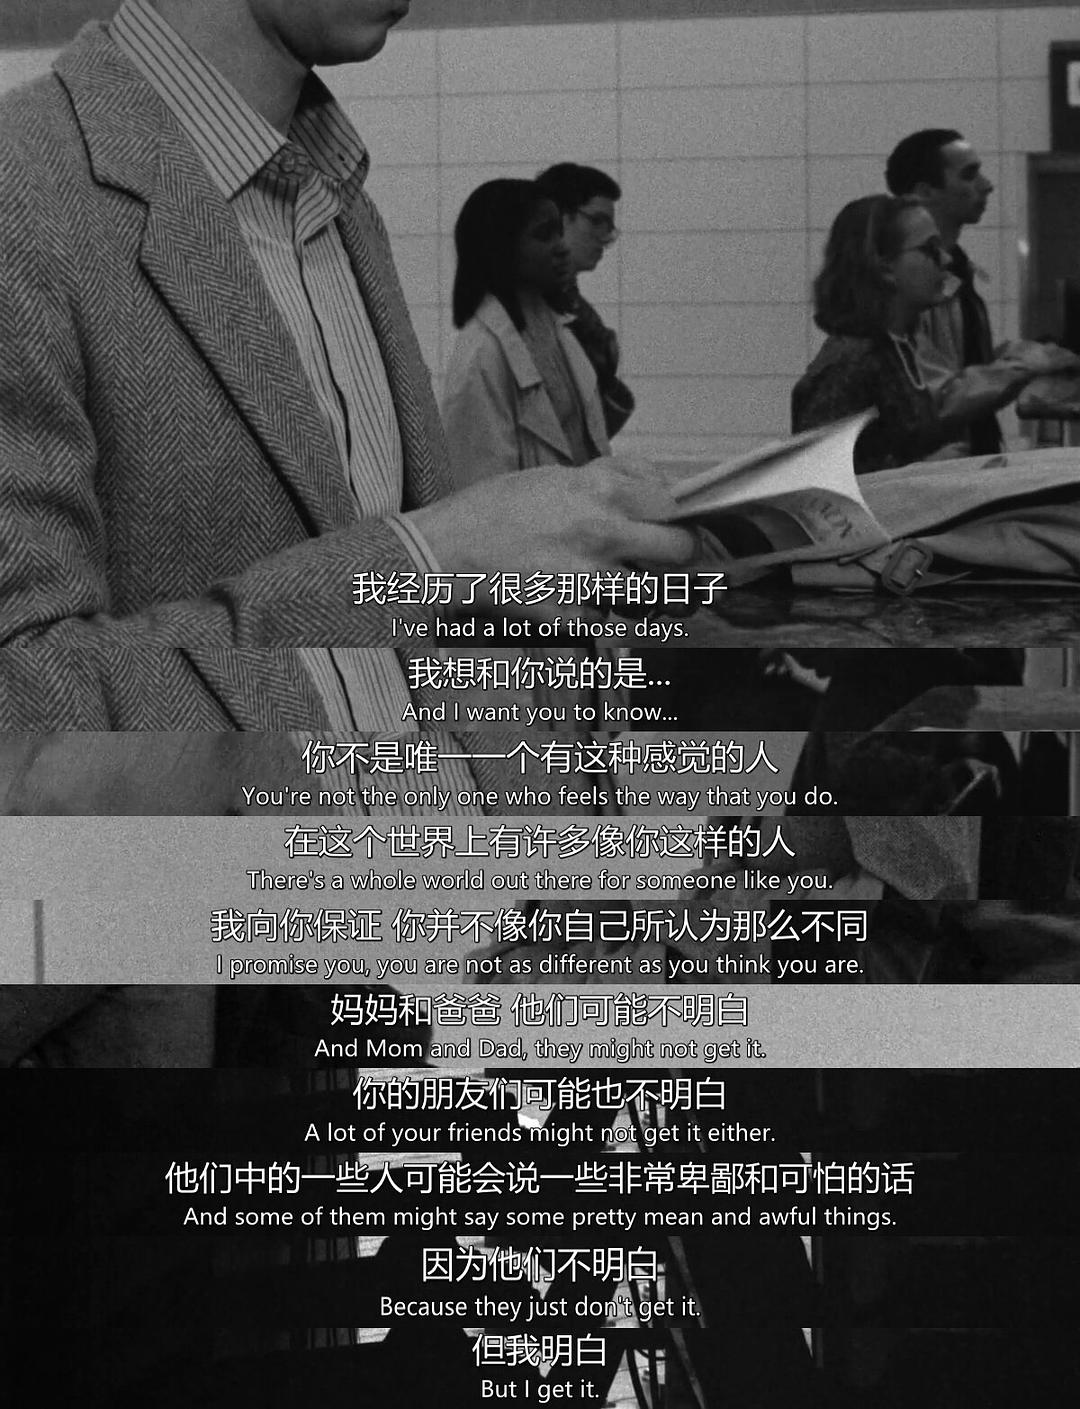 我经历了很多那样的日子
I've had a lot of those days.
我想和你说的是...
And I want you to know...
你不是唯一一个有这种感觉的人
You're not the only one who feels the way that you do.
在这个世界上有许多像你这样的人
There's a whole world out there for someone like you.
我向你保证 你并不像你自己所认为那么不同
I promise you, you are not as different as you think you are.
妈妈和爸爸 他们可能不明白
And Mom and Dad, they might not get it.
你的朋友们可能也不明白
A lot of your friends might not get it either.
他们中的一些人可能会说一些非常卑鄙和可怕的话
And some of them might say some pretty mean and awful things.
因为他们不明白
Because they just don't get it.
但我明白
But I get it.